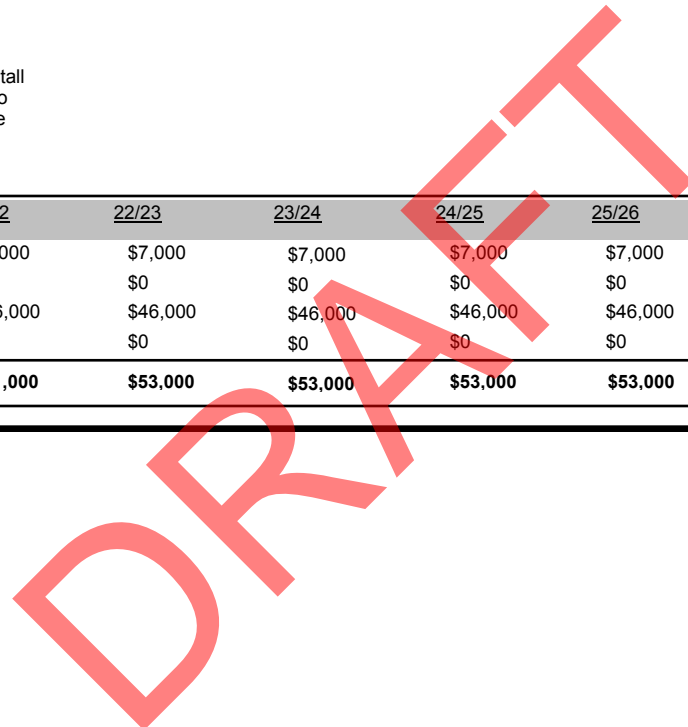 tall
o
e
2 22/23 23/24 24/25 25/26
000 $7,000 $7,000 $7,000 $7,000
$0 $0 $0 $0
6,000 $46,000 $46,000 $46,000 $46,000
$0 $0 $0 $0
,000 $53,000 $53,000 $53,000 $53,000
DRAFT